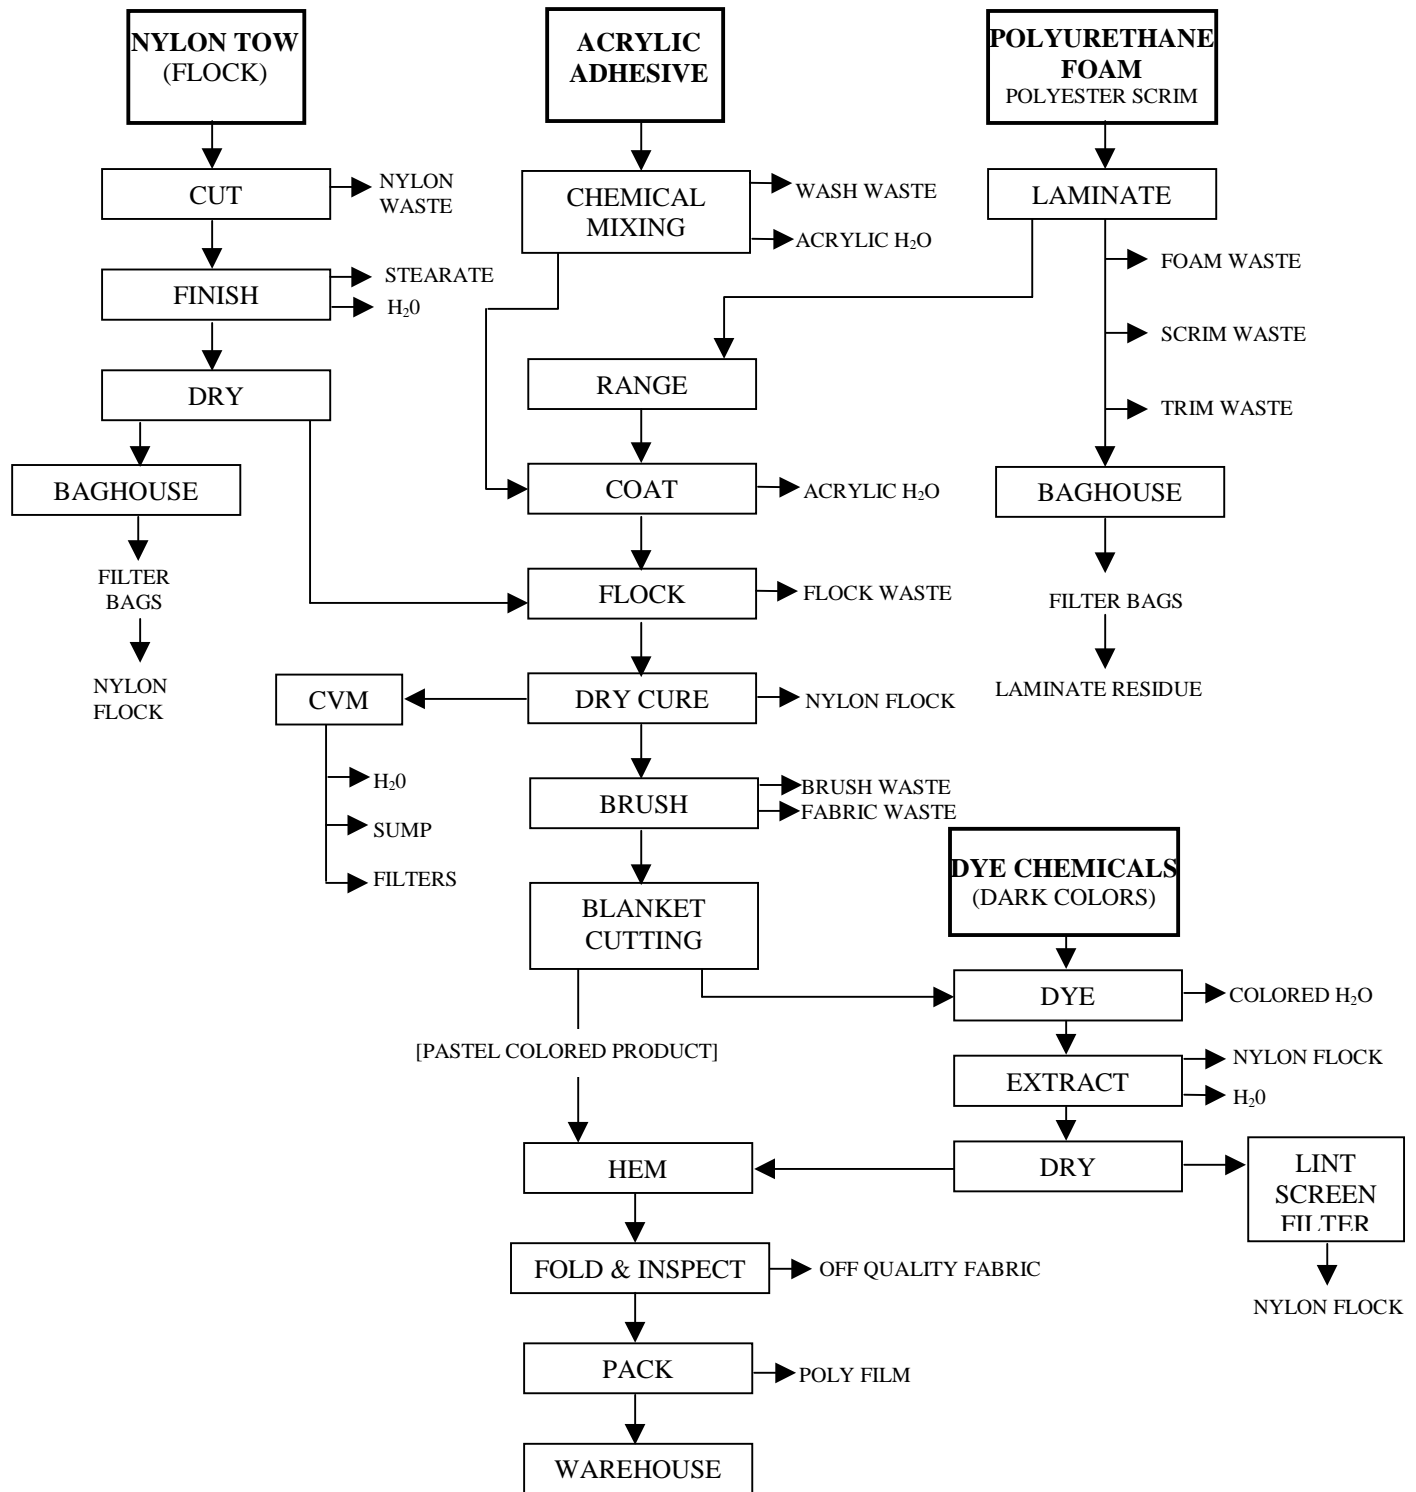 NYLON TOW
(FLOCK)
ACRYLIC
ADHESIVE
POLYURETHANE
FOAM
POLYESTER SCRIM
CUT
NYLON
WASTE
CHEMICAL
MIXING
WASH WASTE
ACRYLIC H₂O
LAMINATE
FOAM WASTE
SCRIM WASTE
TRIM WASTE
FINISH
STEARATE
H₂0
DRY
RANGE
BAGHOUSE
COAT
ACRYLIC H₂O
BAGHOUSE
FILTER
BAGS
NYLON
FLOCK
FLOCK
FLOCK WASTE
FILTER BAGS
LAMINATE RESIDUE
CVM
DRY CURE
NYLON FLOCK
H₂0
SUMP
FILTERS
BRUSH
BRUSH WASTE
FABRIC WASTE
BLANKET
CUTTING
DYE CHEMICALS
(DARK COLORS)
DYE
COLORED H₂O
[PASTEL COLORED PRODUCT]
EXTRACT
NYLON FLOCK
H₂0
HEM
DRY
LINT
SCREEN
FILTER
NYLON FLOCK
FOLD & INSPECT
OFF QUALITY FABRIC
PACK
POLY FILM
WAREHOUSE